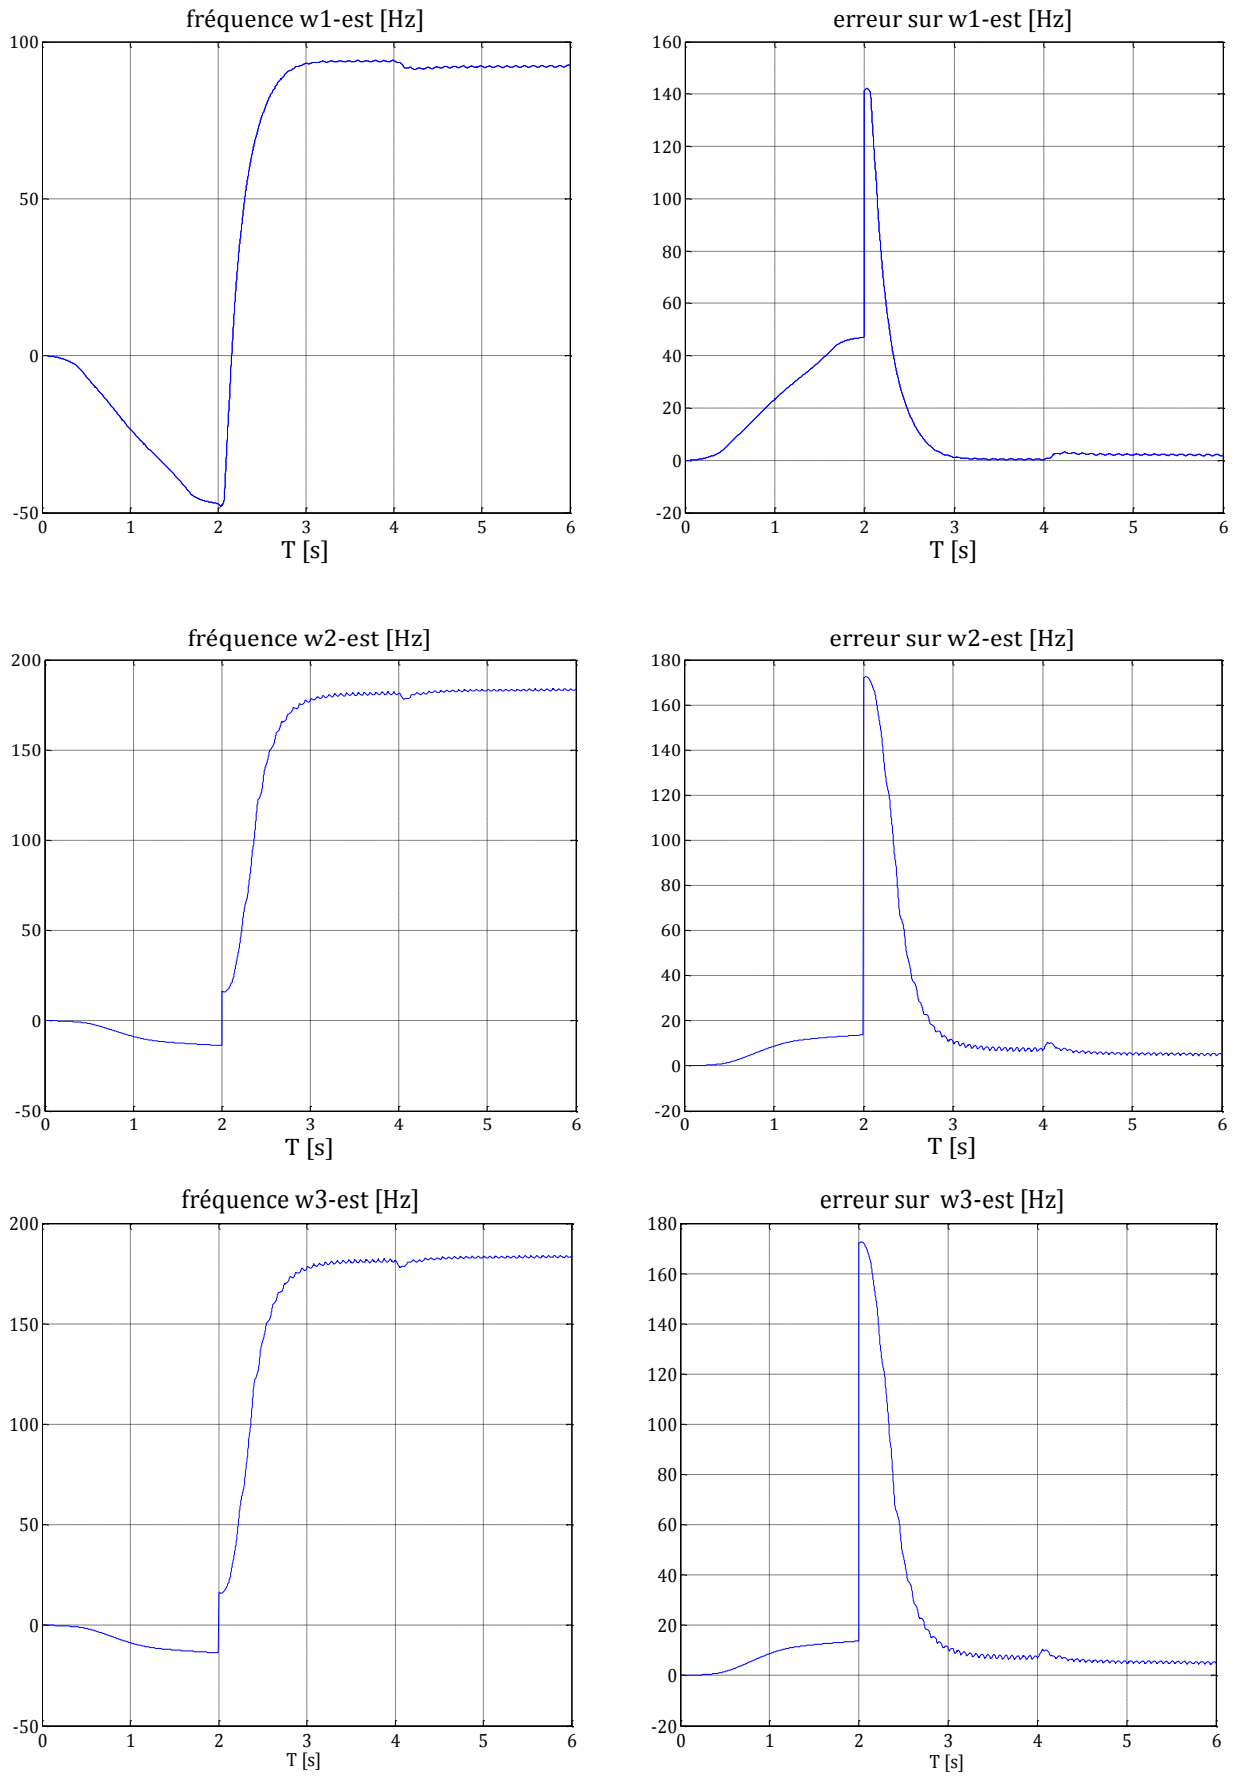 fréquence w1-est [Hz]
100
50
0
-50
0 1 2 3 4 5 6
T [s]
erreur sur w1-est [Hz]
160
140
120
100
80
60
40
20
0
-20
0 1 2 3 4 5 6
T [s]
fréquence w2-est [Hz]
200
150
100
50
0
-50
0 1 2 3 4 5 6
T [s]
erreur sur w2-est [Hz]
180
160
140
120
100
80
60
40
20
0
-20
0 1 2 3 4 5 6
T [s]
fréquence w3-est [Hz]
200
150
100
50
0
-50
0 1 2 3 4 5 6
T [s]
erreur sur w3-est [Hz]
180
160
140
120
100
80
60
40
20
0
-20
0 1 2 3 4 5 6
T [s]